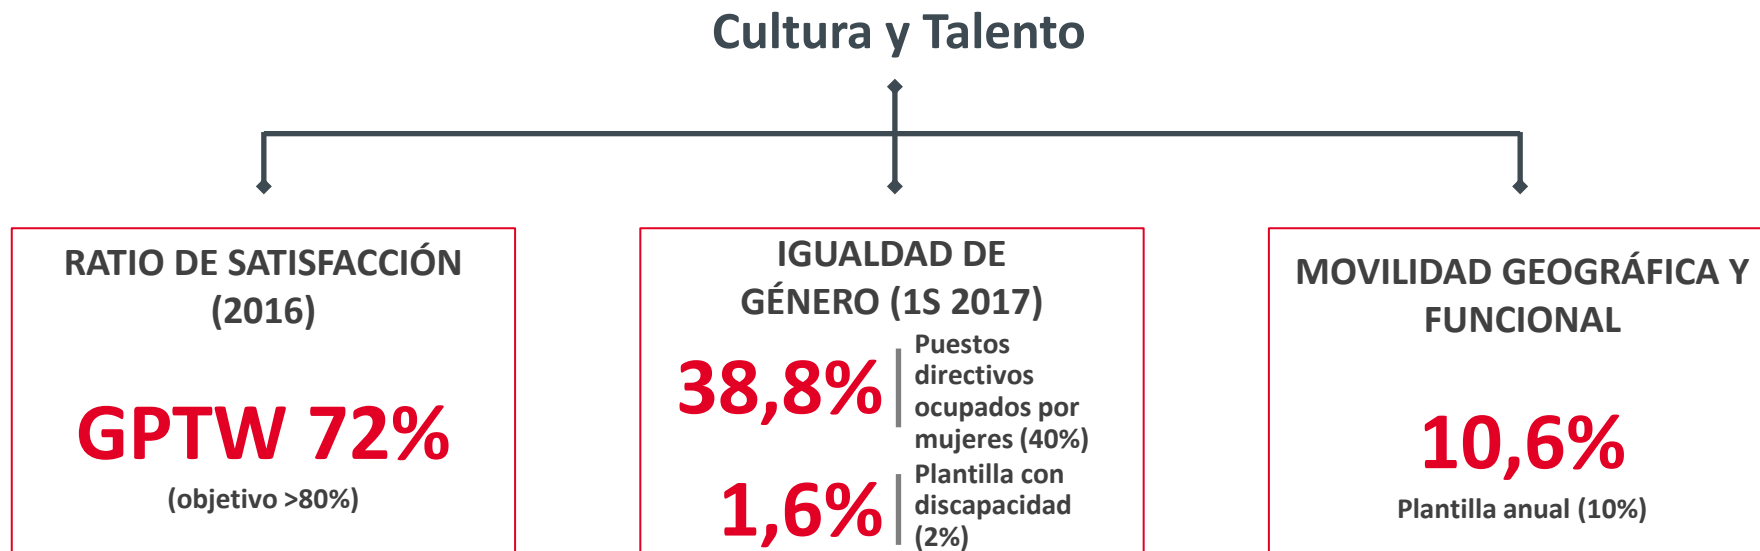 Cultura y Talento
RATIO DE SATISFACCIÓN
(2016)
GPTW 72%
(objetivo >80%)
IGUALDAD DE
GÉNERO (1S 2017)
38,8%
Puestos
directivos
ocupados por
mujeres (40%)
1,6%
Plantilla con
discapacidad
(2%)
MOVILIDAD GEOGRÁFICA Y
FUNCIONAL
10,6%
Plantilla anual (10%)